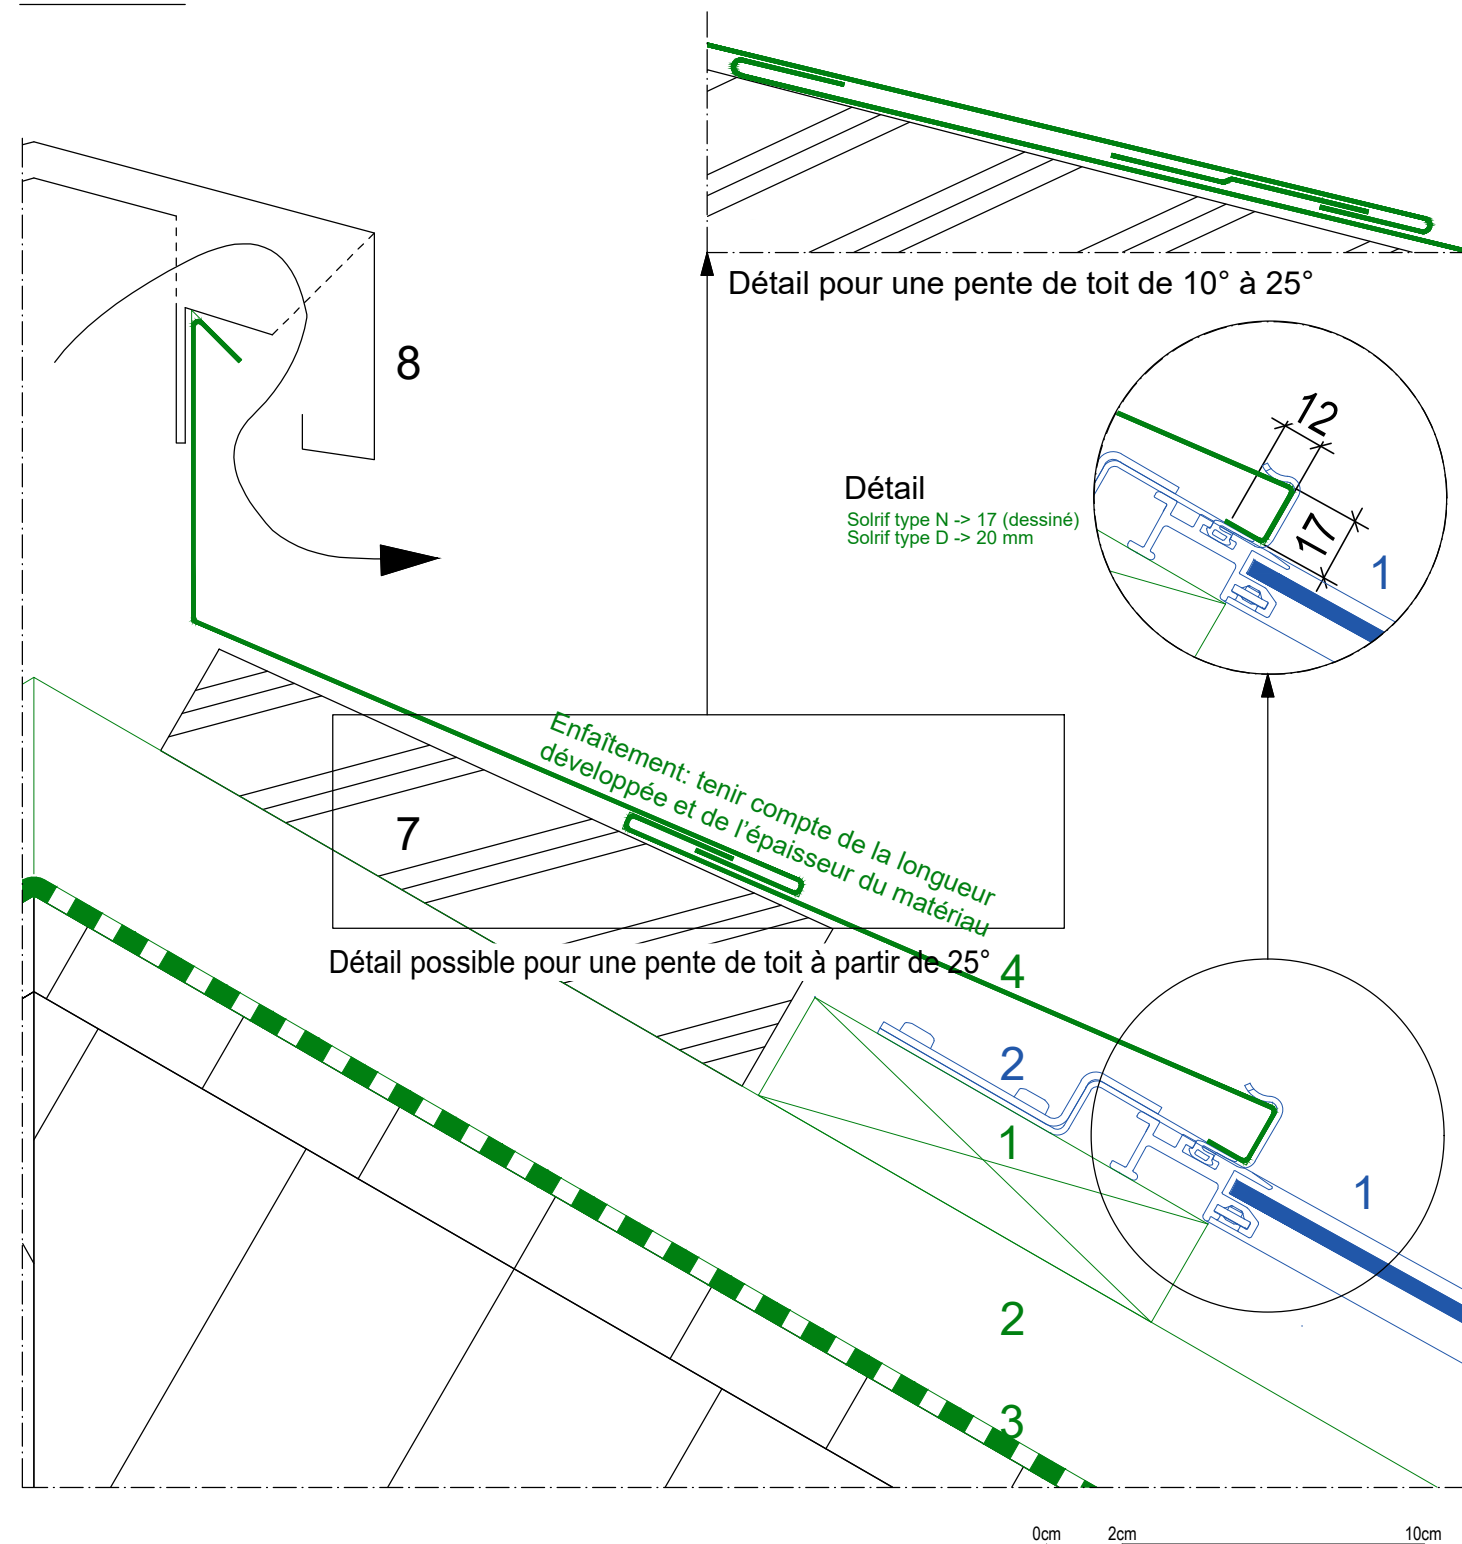 Détail pour une pente de toit de 10° à 25°
8
12
Détail
Solrif type N -> 17 (dessiné)
Solrif type D -> 20 mm
17
1
Enfaîtement: tenir compte de la longueur
développée et de l’épaisseur du matériau
7
Détail possible pour une pente de toit à partir de 25°
4
2
1
1
2
3
0cm 2cm 10cm